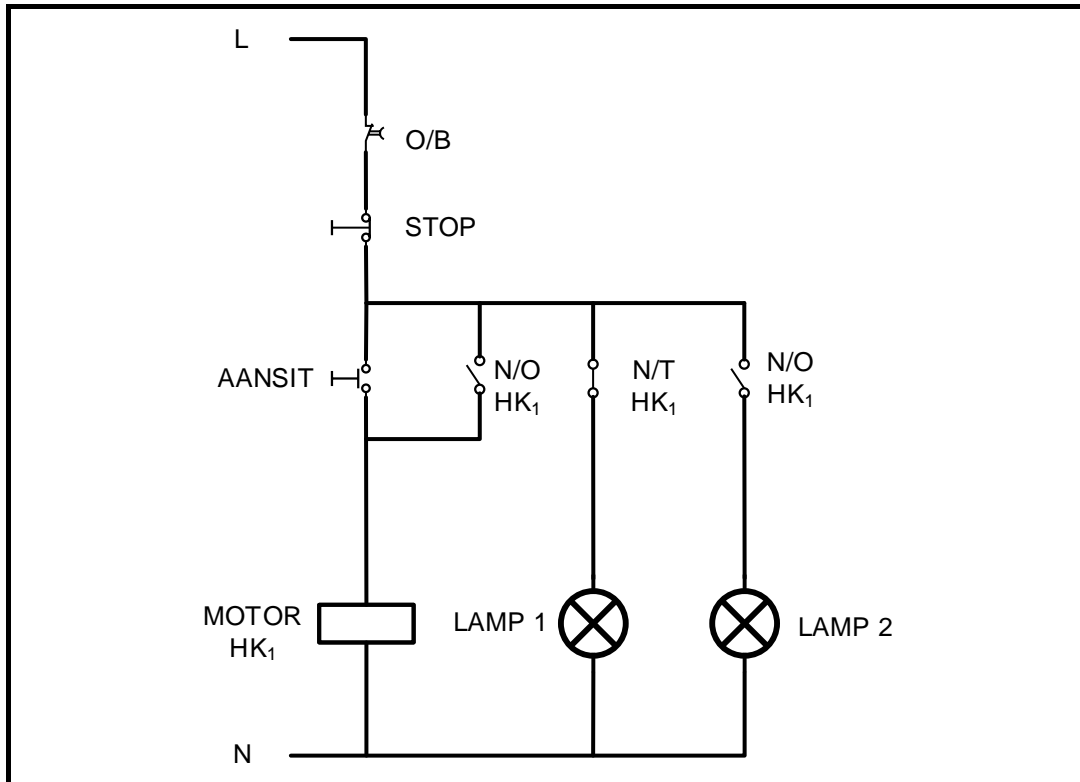 L
O/B
STOP
AANSIT
N/O
HK₁
N/T
HK₁
N/O
HK₁
MOTOR
HK₁
LAMP 1
LAMP 2
N